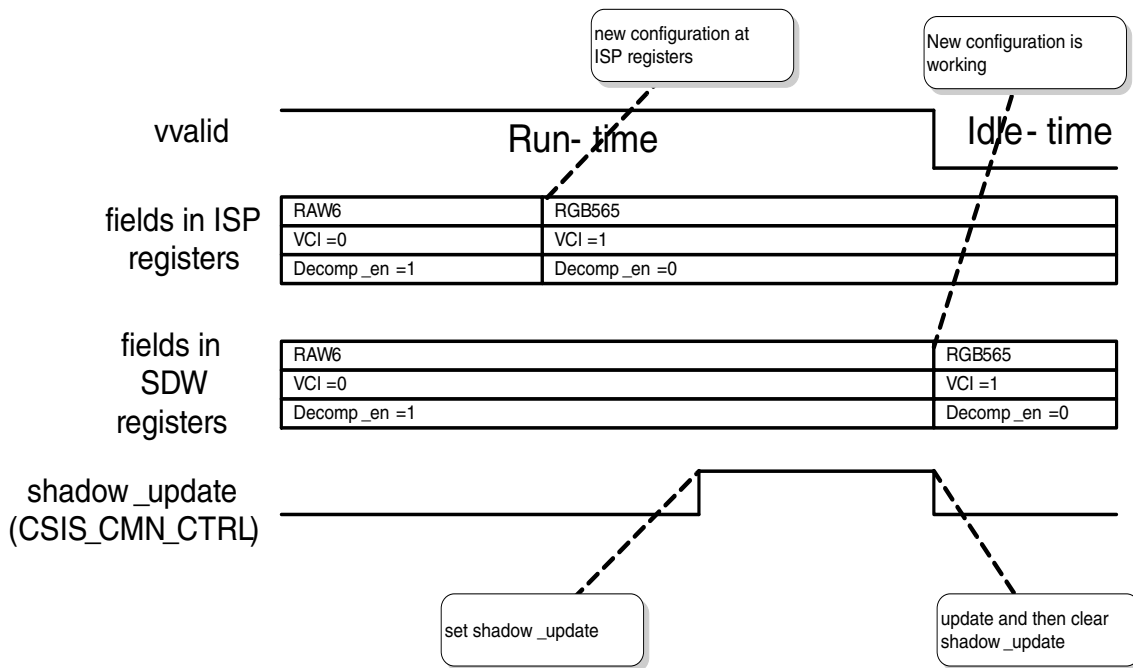 new configuration at
ISP registers
New configuration is
working
vvalid
Run- time
Idle- time
fields in ISP
registers
RAW6
RGB565
VCI =0
VCI =1
Decomp _en =1
Decomp _en =0
fields in
SDW
registers
RAW6
RGB565
VCI =0
VCI =1
Decomp _en =1
Decomp _en =0
shadow _update
(CSIS_CMN_CTRL)
set shadow _update
update and then clear
shadow _update